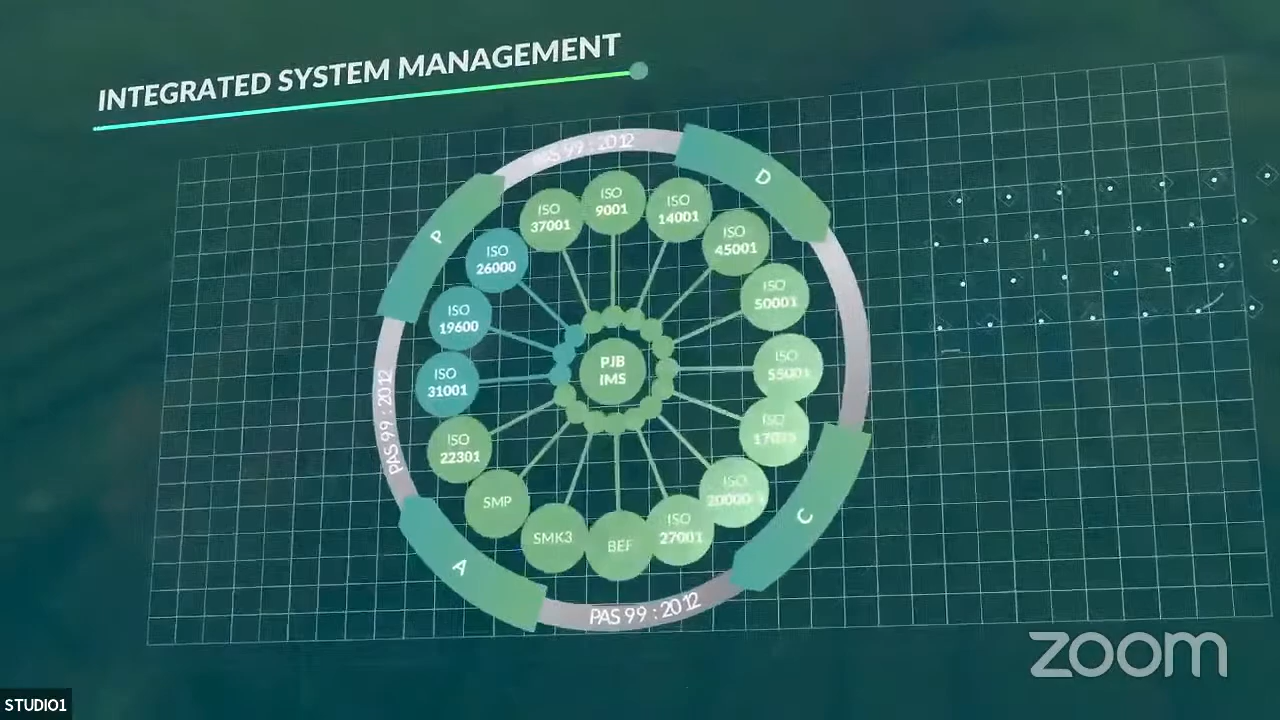 INTEGRATED SYSTEM MANAGEMENT
PAS 99 : 2012
D
P
ISO
9001
ISO
14001
ISO
45001
ISO
50001
ISO
55001
ISO
ISO
ISO
27001
BEF
SMK3
SMP
ISO
22301
ISO
31001
ISO
19600
ISO
26000
ISO
37001
PJB
IMS
PAS 99 : 2012
C
A
PAS 99 : 2012
zoom
STUDIO1